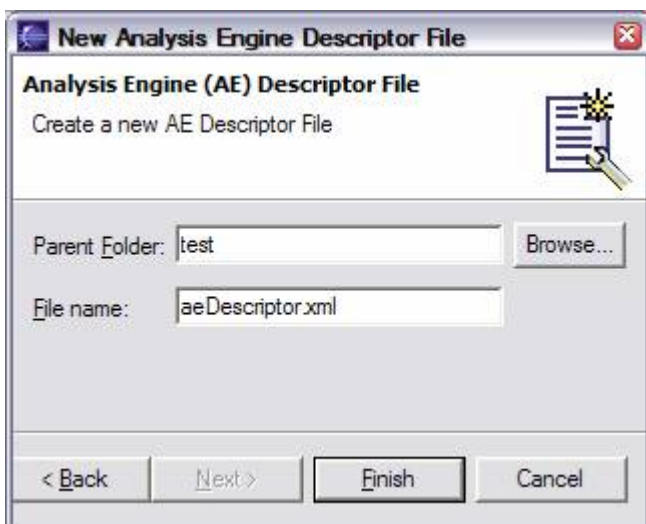 New Analysis Engine Descriptor File
Analysis Engine (AE) Descriptor File
Create a new AE Descriptor File
Parent Folder: test Browse...
File name: aeDescriptor.xml
< Back Next > Finish Cancel